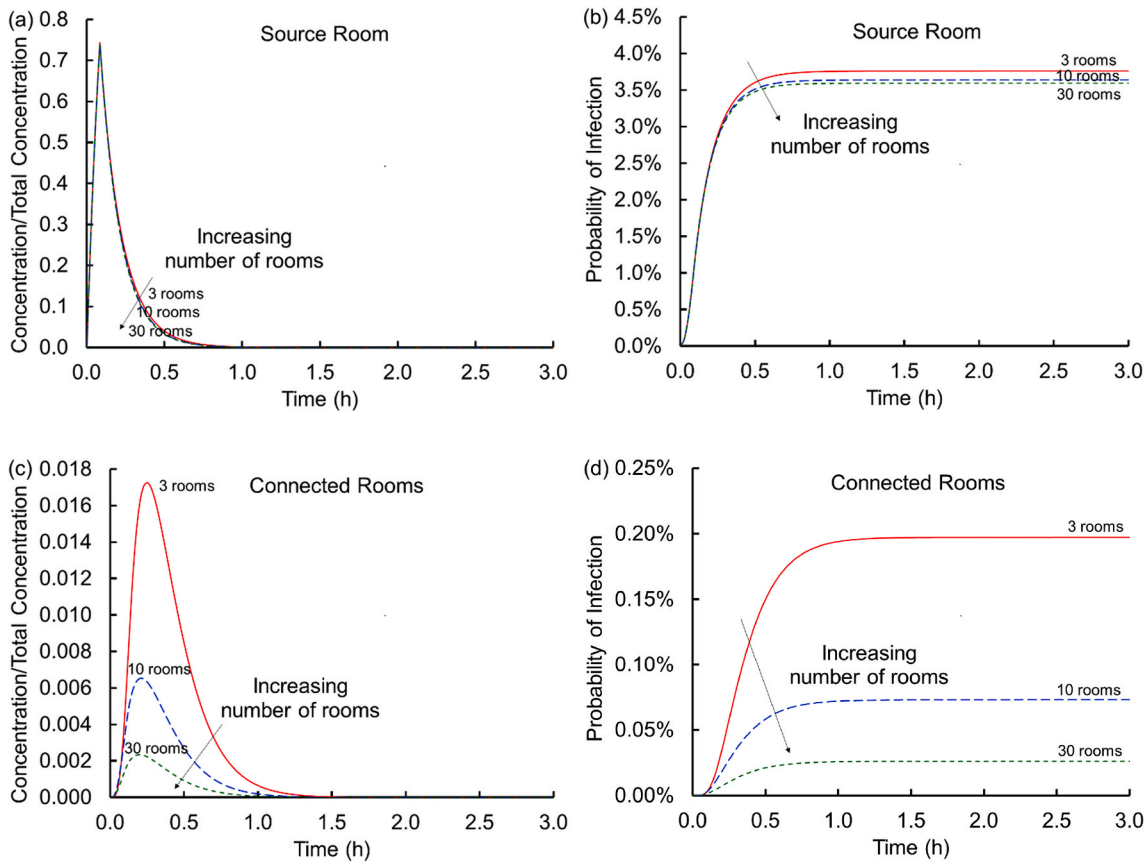 (a)
Concentration/Total Concentration
0.8
0.7
0.6
0.5
0.4
0.3
0.2
0.1
0.0
Source Room
Increasing
number of rooms
3 rooms
10 rooms
30 rooms
0.0 0.5 1.0 1.5 2.0 2.5 3.0
Time (h)
(b)
Probability of Infection
4.5%
4.0%
3.5%
3.0%
2.5%
2.0%
1.5%
1.0%
0.5%
0.0%
Source Room
3 rooms
10 rooms
30 rooms
Increasing
number of rooms
0.0 0.5 1.0 1.5 2.0 2.5 3.0
Time (h)
(c)
Concentration/Total Concentration
0.018
0.016
0.014
0.012
0.010
0.008
0.006
0.004
0.002
0.000
Connected Rooms
3 rooms
10 rooms
Increasing
number of rooms
30 rooms
0.0 0.5 1.0 1.5 2.0 2.5 3.0
Time (h)
(d)
Probability of Infection
0.25%
0.20%
0.15%
0.10%
0.05%
0.00%
Connected Rooms
3 rooms
Increasing
number of rooms
10 rooms
30 rooms
0.0 0.5 1.0 1.5 2.0 2.5 3.0
Time (h)